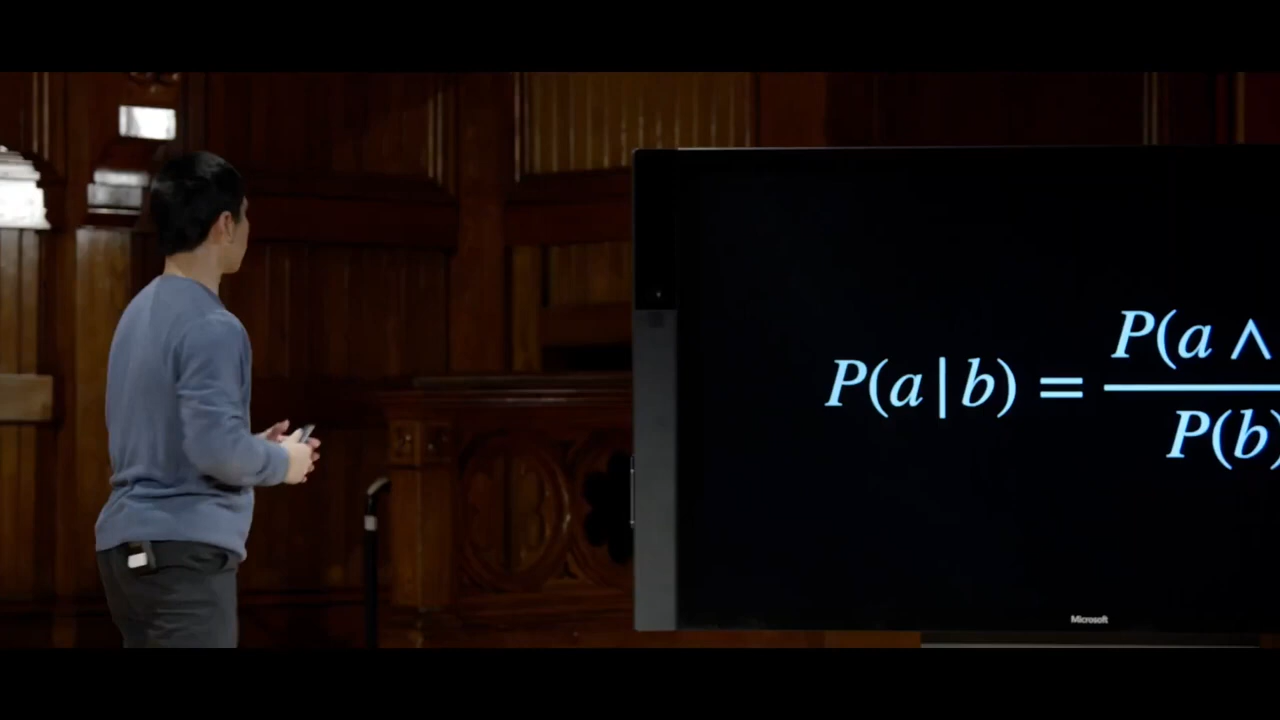 P(a ∧
P(a | b) =
P(b)
Microsoft